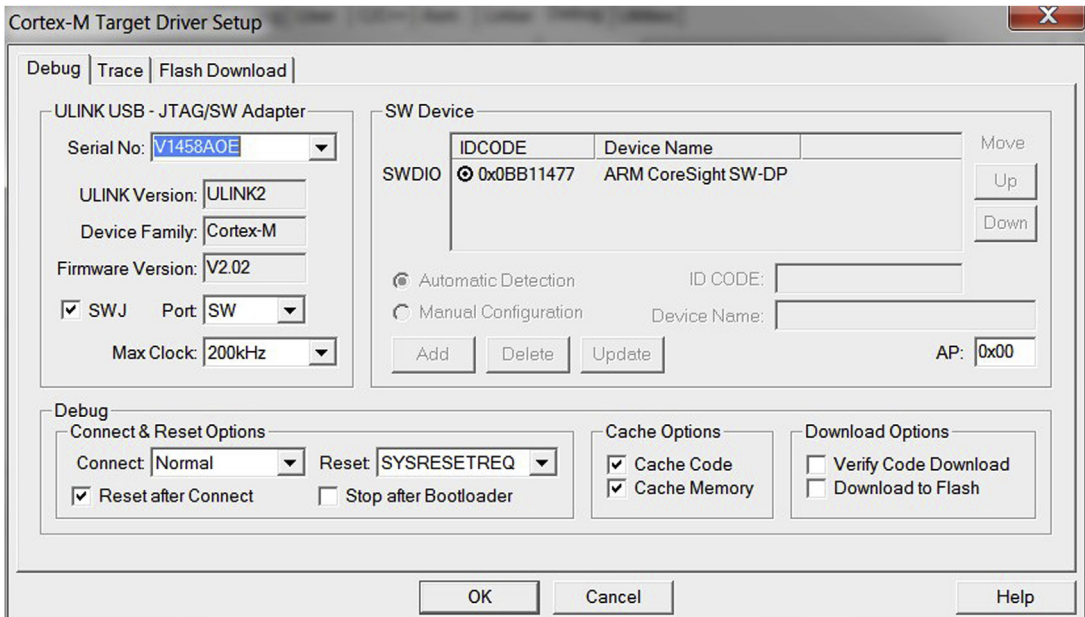 Cortex-M Target Driver Setup
X
Debug Trace Flash Download
ULINK USB - JTAG/SW Adapter
Serial No: V1458AOE
ULINK Version: ULINK2
Device Family: Cortex-M
Firmware Version: V2.02
SWJ Port SW
Max Clock: 200kHz
SW Device
IDCODE Device Name
SWDIO 0x0BB11477 ARM CoreSight SW-DP
Move
Up
Down
Automatic Detection ID CODE:
Manual Configuration Device Name:
Add Delete Update AP: 0x00
Debug
Connect & Reset Options
Connect: Normal Reset: SYSRESETREQ
Reset after Connect Stop after Bootloader
Cache Options
Cache Code
Cache Memory
Download Options
Verify Code Download
Download to Flash
OK Cancel Help